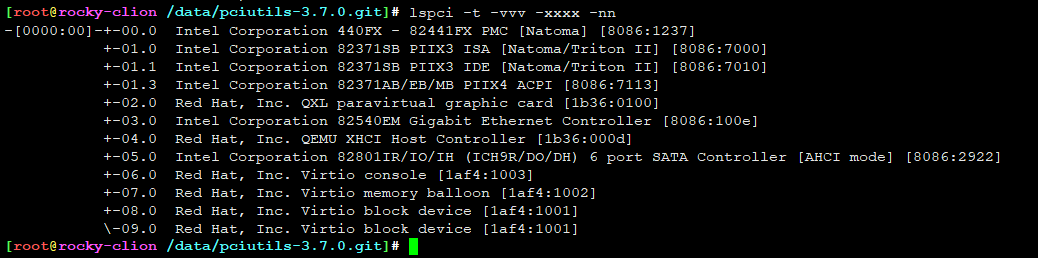 [root@rocky-clion /data/pciutils-3.7.0.git]# lspci -t -vvv -xxxx -nn
-[0000:00]-+-00.0  Intel Corporation 440FX - 82441FX PMC [Natoma] [8086:1237]
           +-01.0  Intel Corporation 82371SB PIIX3 ISA [Natoma/Triton II] [8086:7000]
           +-01.1  Intel Corporation 82371SB PIIX3 IDE [Natoma/Triton II] [8086:7010]
           +-01.3  Intel Corporation 82371AB/EB/MB PIIX4 ACPI [8086:7113]
           +-02.0  Red Hat, Inc. QXL paravirtual graphic card [1b36:0100]
           +-03.0  Intel Corporation 82540EM Gigabit Ethernet Controller [8086:100e]
           +-04.0  Red Hat, Inc. QEMU XHCI Host Controller [1b36:000d]
           +-05.0  Intel Corporation 82801IR/IO/IH (ICH9R/DO/DH) 6 port SATA Controller [AHCI mode] [8086:2922]
           +-06.0  Red Hat, Inc. Virtio console [1af4:1003]
           +-07.0  Red Hat, Inc. Virtio memory balloon [1af4:1002]
           +-08.0  Red Hat, Inc. Virtio block device [1af4:1001]
           \-09.0  Red Hat, Inc. Virtio block device [1af4:1001]
[root@rocky-clion /data/pciutils-3.7.0.git]#